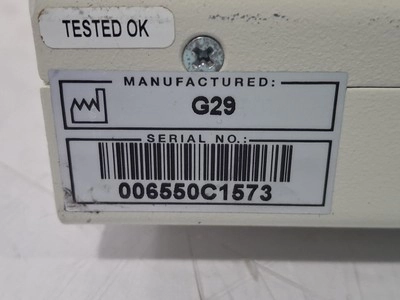 TESTED OK
MANUFACTURED:
G29
SERIAL NO.:
006550C1573